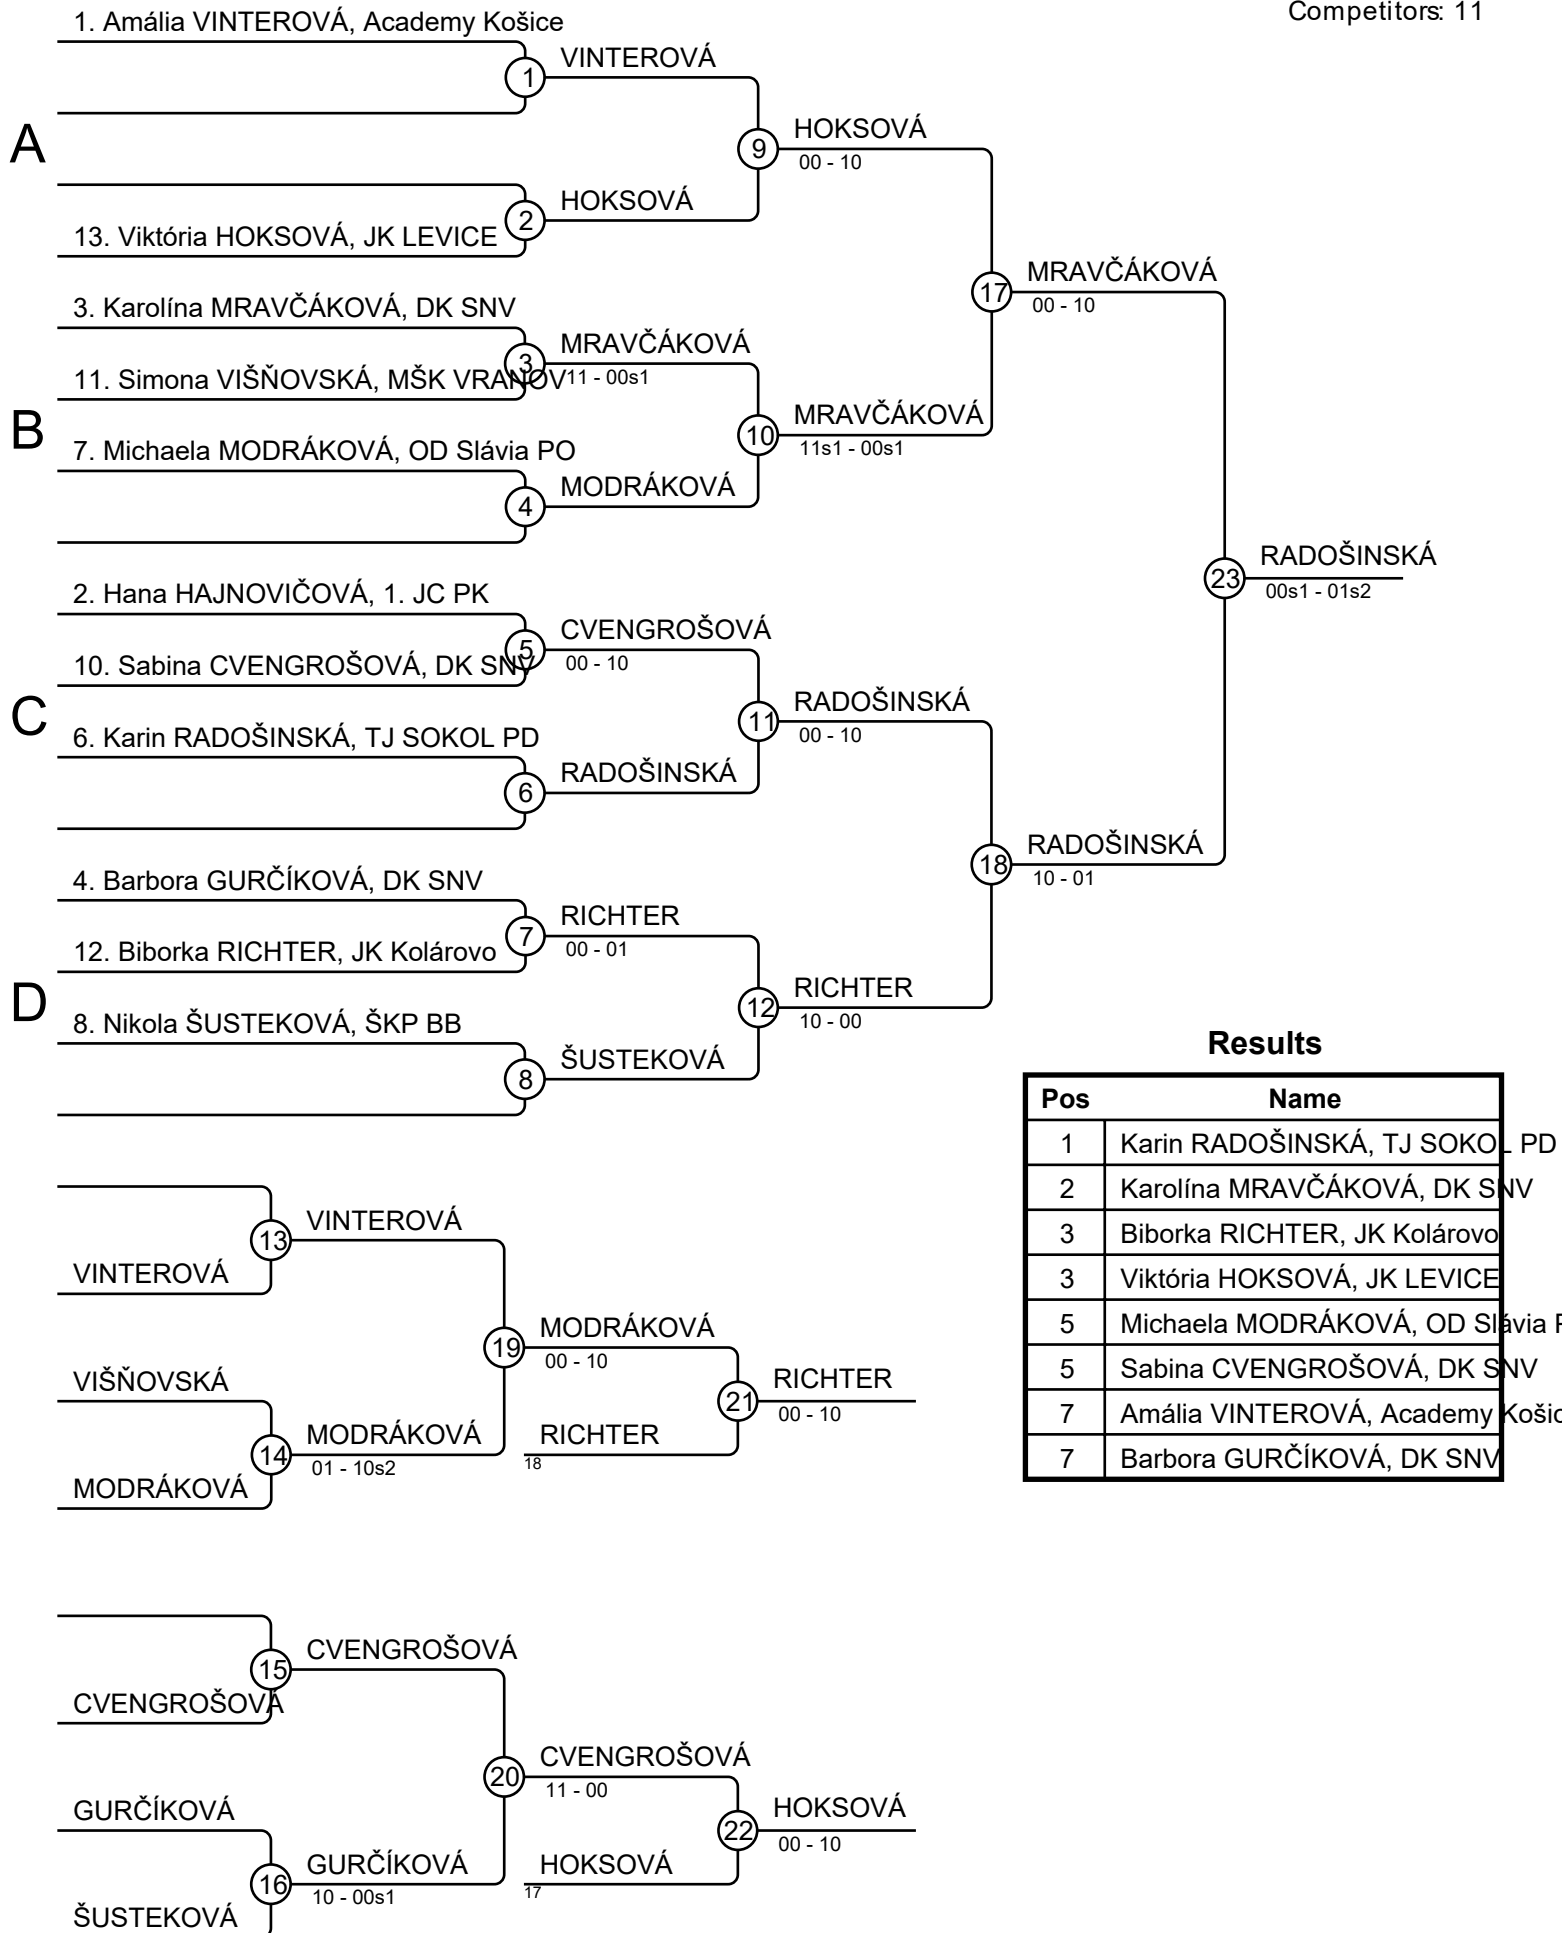 Competitors: 11
1. Amália VINTEROVÁ, Academy Košice
1
VINTEROVÁ
A
9
HOKSOVÁ
00 - 10
2
HOKSOVÁ
13. Viktória HOKSOVÁ, JK LEVICE
17
MRAVČÁKOVÁ
00 - 10
3. Karolína MRAVČÁKOVÁ, DK SNV
3
MRAVČÁKOVÁ
11 - 00s1
11. Simona VIŠŇOVSKÁ, MŠK VRANOV
B
10
MRAVČÁKOVÁ
11s1 - 00s1
7. Michaela MODRÁKOVÁ, OD Slávia PO
4
MODRÁKOVÁ
23
RADOŠINSKÁ
00s1 - 01s2
2. Hana HAJNOVIČOVÁ, 1. JC PK
5
CVENGROŠOVÁ
00 - 10
10. Sabina CVENGROŠOVÁ, DK SNV
C
11
RADOŠINSKÁ
00 - 10
6. Karin RADOŠINSKÁ, TJ SOKOL PD
6
RADOŠINSKÁ
18
RADOŠINSKÁ
10 - 01
4. Barbora GURČÍKOVÁ, DK SNV
7
RICHTER
00 - 01
12. Biborka RICHTER, JK Kolárovo
D
12
RICHTER
10 - 00
8. Nikola ŠUSTEKOVÁ, ŠKP BB
8
ŠUSTEKOVÁ
Results
Pos Name
1 Karin RADOŠINSKÁ, TJ SOKOL PD
2 Karolína MRAVČÁKOVÁ, DK SNV
3 Biborka RICHTER, JK Kolárovo
3 Viktória HOKSOVÁ, JK LEVICE
5 Michaela MODRÁKOVÁ, OD Slávia
5 Sabina CVENGROŠOVÁ, DK SNV
7 Amália VINTEROVÁ, Academy Košic
7 Barbora GURČÍKOVÁ, DK SNV
13
VINTEROVÁ
VINTEROVÁ
19
MODRÁKOVÁ
00 - 10
VIŠŇOVSKÁ
14
MODRÁKOVÁ
01 - 10s2
MODRÁKOVÁ
21
RICHTER
00 - 10
RICHTER
18
15
CVENGROŠOVÁ
CVENGROŠOVÁ
20
CVENGROŠOVÁ
11 - 00
GURČÍKOVÁ
16
GURČÍKOVÁ
10 - 00s1
ŠUSTEKOVÁ
22
HOKSOVÁ
00 - 10
HOKSOVÁ
17